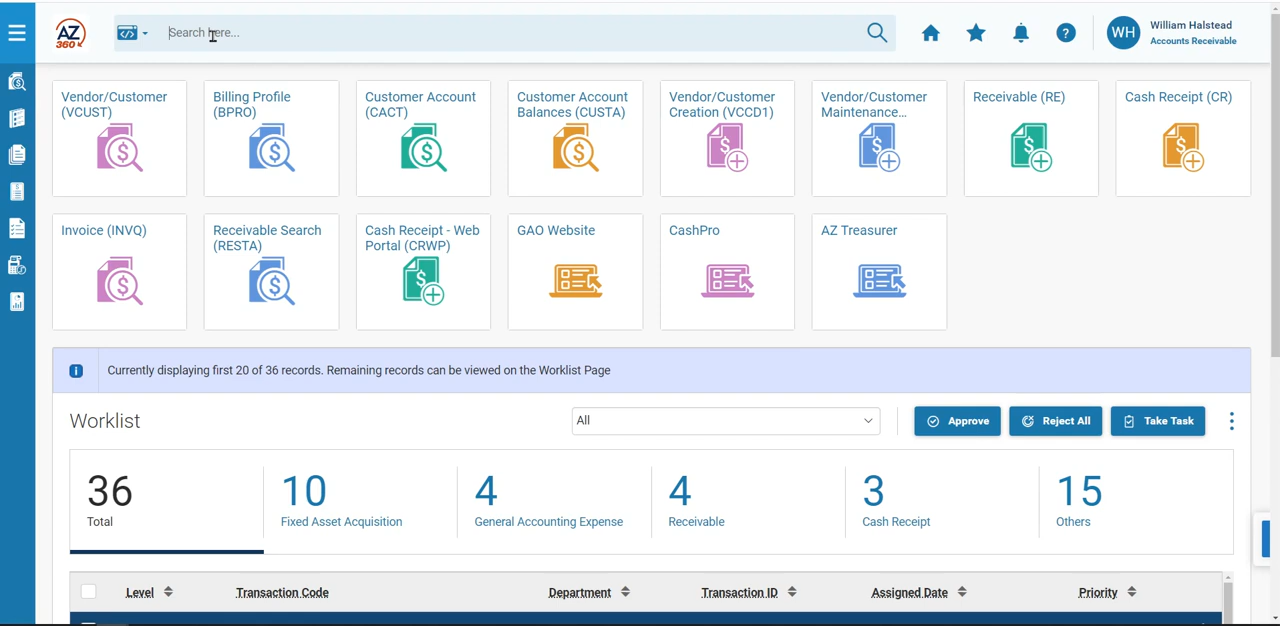 AZ
360
Search here...
?
WH
William Halstead
Accounts Receivable
Vendor/Customer
(VCUST)
Billing Profile
(BPRO)
Customer Account
(CACT)
Customer Account
Balances (CUSTA)
Vendor/Customer
Creation (VCCD1)
Vendor/Customer
Maintenance...
Receivable (RE)
Cash Receipt (CR)
Invoice (INVQ)
Receivable Search
(RESTA)
Cash Receipt - Web
Portal (CRWP)
GAO Website
CashPro
AZ Treasurer
Currently displaying first 20 of 36 records. Remaining records can be viewed on the Worklist Page
Worklist
All
Approve
Reject All
Take Task
36
Total
10
Fixed Asset Acquisition
4
General Accounting Expense
4
Receivable
3
Cash Receipt
15
Others
Level
Transaction Code
Department
Transaction ID
Assigned Date
Priority